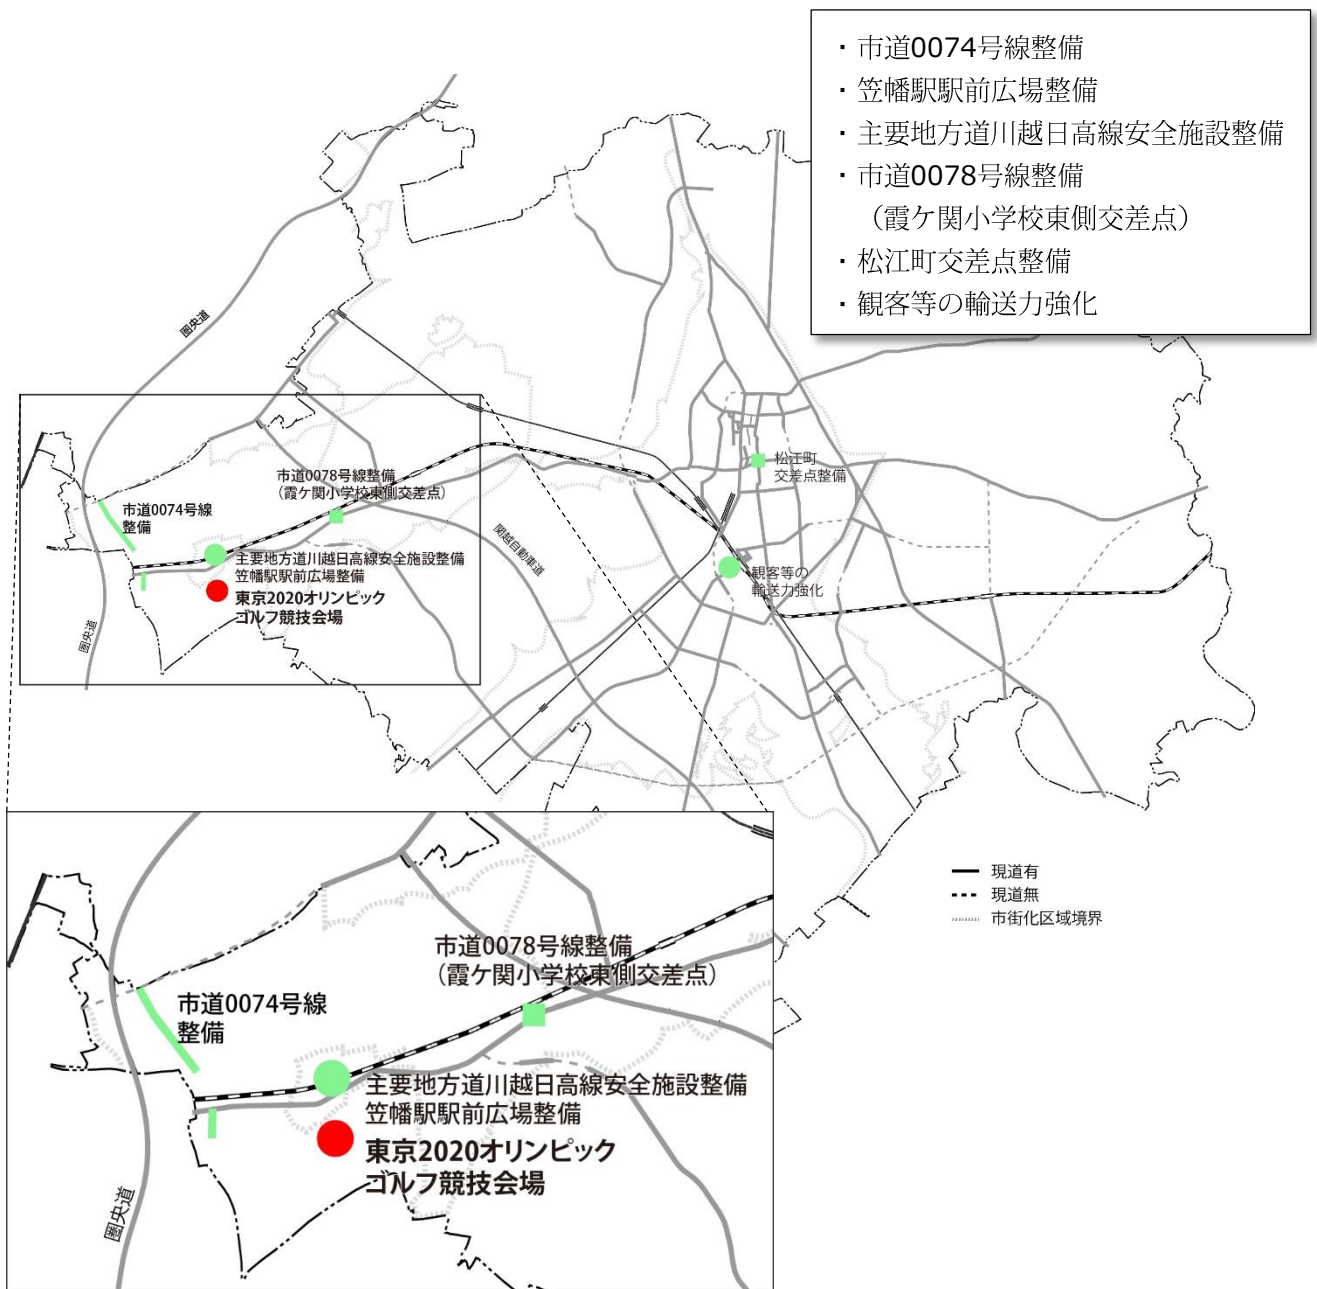 ・市道0074号線整備
・笠幡駅駅前広場整備
・主要地方道川越日高線安全施設整備
・市道0078号線整備
（霞ケ関小学校東側交差点）
・松江町交差点整備
・観客等の輸送力強化
圏央道
市道0078号線整備
（霞ケ関小学校東側交差点）
市道0074号線
整備
主要地方道川越日高線安全施設整備
笠幡駅駅前広場整備
東京2020オリンピック
ゴルフ競技会場
圏央道
関越自動車道
松江町
交差点整備
観客等の
輸送力強化
現道有
現道無
市街化区域境界
市道0078号線整備
（霞ケ関小学校東側交差点）
市道0074号線
整備
主要地方道川越日高線安全施設整備
笠幡駅駅前広場整備
東京2020オリンピック
ゴルフ競技会場
圏央道